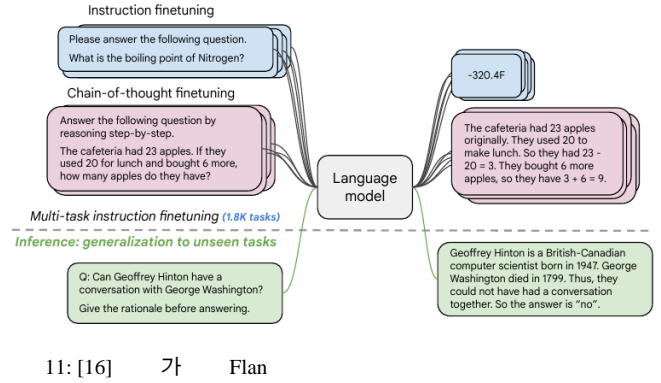 Instruction finetuning
Please answer the following question.
What is the boiling point of Nitrogen?
-320.4F
Chain-of-thought finetuning
Answer the following question by
reasoning step-by-step.
The cafeteria had 23 apples. If they
used 20 for lunch and bought 6 more,
how many apples do they have?
The cafeteria had 23 apples
originally. They used 20 to
make lunch. So they had 23 -
20 = 3. They bought 6 more
apples, so they have 3 + 6 = 9.
Language
model
Multi-task instruction finetuning (1.8K tasks)
Inference: generalization to unseen tasks
Q: Can Geoffrey Hinton have a
conversation with George Washington?
Give the rationale before answering.
Geoffrey Hinton is a British-Canadian
computer scientist born in 1947. George
Washington died in 1799. Thus, they
could not have had a conversation
together. So the answer is “no”.
11: [16] 가 Flan